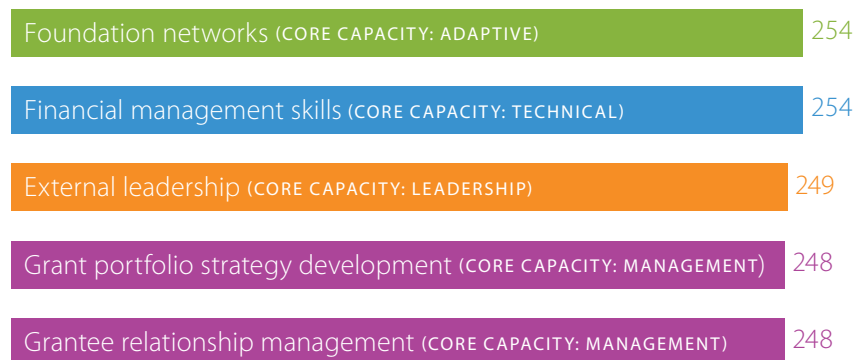 Foundation networks (CORE CAPACITY: ADAPTIVE) 254
Financial management skills (CORE CAPACITY: TECHNICAL) 254
External leadership (CORE CAPACITY: LEADERSHIP) 249
Grant portfolio strategy development (CORE CAPACITY: MANAGEMENT) 248
Grantee relationship management (CORE CAPACITY: MANAGEMENT) 248